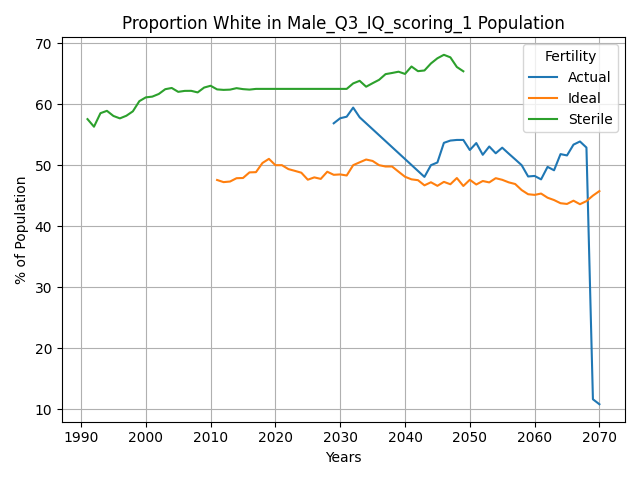 Proportion White in Male_Q3_IQ_scoring_1 Population
% of Population
70
60
50
40
30
20
10
Fertility
Actual
Ideal
Sterile
1990 2000 2010 2020 2030 2040 2050 2060 2070
Years